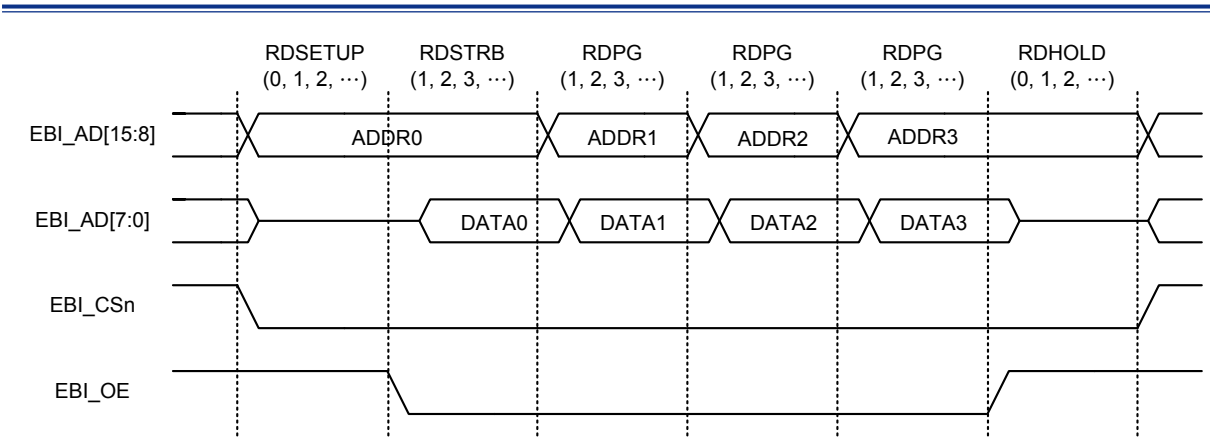 RDSETUP RDSTRB RDPG RDPG RDPG RDHOLD
(0, 1, 2, ⋯) (1, 2, 3, ⋯) (1, 2, 3, ⋯) (1, 2, 3, ⋯) (1, 2, 3, ⋯) (0, 1, 2, ⋯)
EBI_AD[15:8] ADDR0 ADDR1 ADDR2 ADDR3
EBI_AD[7:0] DATA0 DATA1 DATA2 DATA3
EBI_CSn
EBI_OE